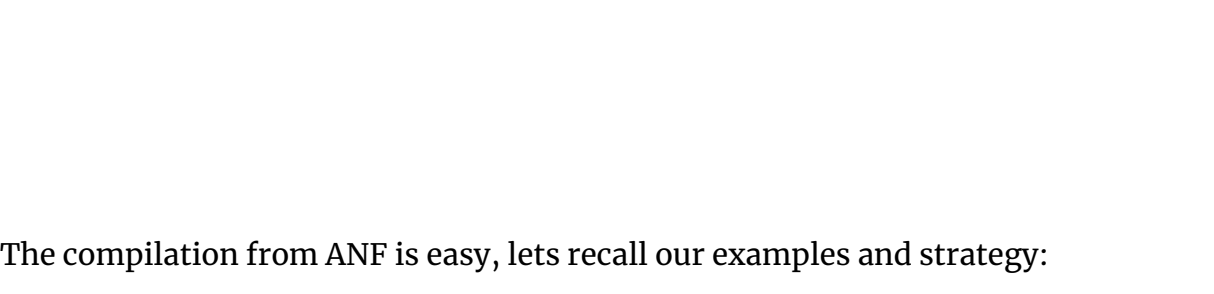 The compilation from ANF is easy, lets recall our examples and strategy: